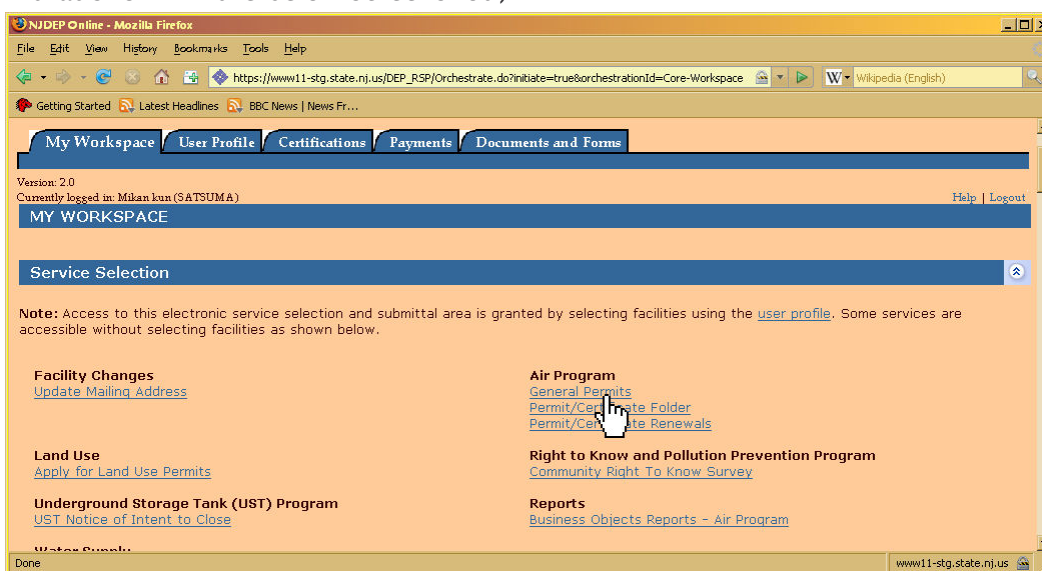 NJDEP Online - Mozilla Firefox
File Edit View History Bookmarks Tools Help
https://www11-stg.state.nj.us/DEP_RSP/Orchestrate.do?initiate=true&orchestrationId=Core-Workspace W Wikipedia (English)
Getting Started Latest Headlines BBC News | News Fr...
My Workspace User Profile Certifications Payments Documents and Forms
Version: 2.0
Currently logged in: Mikan kun (SATSUMA) Help | Logout
MY WORKSPACE
Service Selection
Note: Access to this electronic service selection and submittal area is granted by selecting facilities using the user profile. Some services are
accessible without selecting facilities as shown below.
Facility Changes
Update Mailing Address
Air Program
General Permits
Permit/Certificate Folder
Permit/Certificate Renewals
Land Use
Apply for Land Use Permits
Right to Know and Pollution Prevention Program
Community Right To Know Survey
Underground Storage Tank (UST) Program
UST Notice of Intent to Close
Reports
Business Objects Reports - Air Program
Water Supply
Done www11-stg.state.nj.us